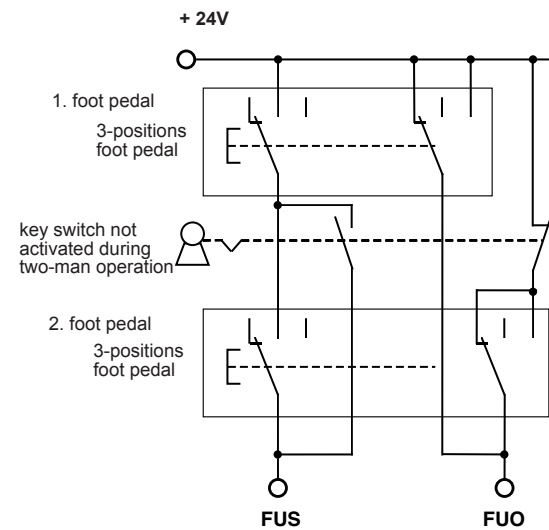 + 24V
1. foot pedal
3-positions
foot pedal
key switch not
activated during
two-man operation
2. foot pedal
3-positions
foot pedal
FUS
FUO